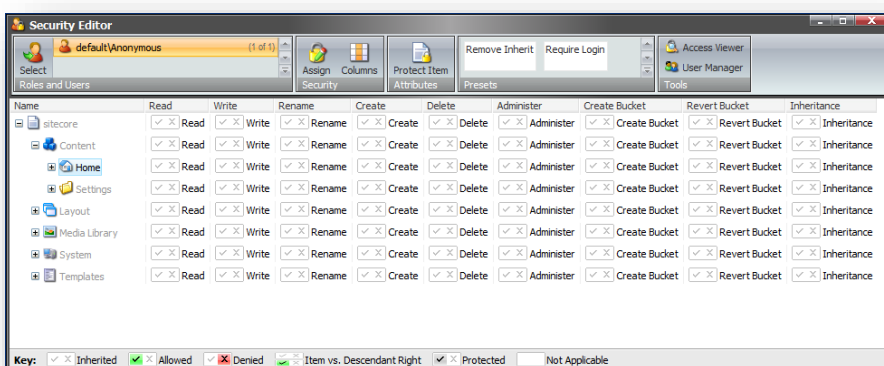 Security Editor
default\Anonymous (1 of 1)
Select
Assign Columns
Protect Item
Remove Inherit Require Login
Access Viewer
User Manager
Roles and Users Security Attributes Presets Tools
Name Read Write Rename Create Delete Administer Create Bucket Revert Bucket Inheritance
sitecore Read Write Rename Create Delete Administer Create Bucket Revert Bucket Inheritance
Content Read Write Rename Create Delete Administer Create Bucket Revert Bucket Inheritance
Home Read Write Rename Create Delete Administer Create Bucket Revert Bucket Inheritance
Settings Read Write Rename Create Delete Administer Create Bucket Revert Bucket Inheritance
Layout Read Write Rename Create Delete Administer Create Bucket Revert Bucket Inheritance
Media Library Read Write Rename Create Delete Administer Create Bucket Revert Bucket Inheritance
System Read Write Rename Create Delete Administer Create Bucket Revert Bucket Inheritance
Templates Read Write Rename Create Delete Administer Create Bucket Revert Bucket Inheritance
Key: Inherited Allowed Denied Item vs. Descendant Right Protected Not Applicable